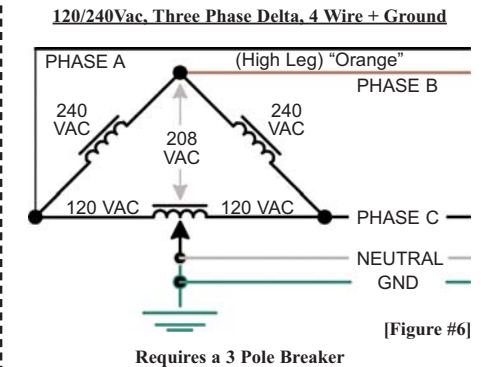 120/240Vac, Three Phase Delta, 4 Wire + Ground
PHASE A
(High Leg) “Orange”
PHASE B
240
VAC
240
VAC
208
VAC
120 VAC
120 VAC
PHASE C
NEUTRAL
GND
[Figure #6]
Requires a 3 Pole Breaker